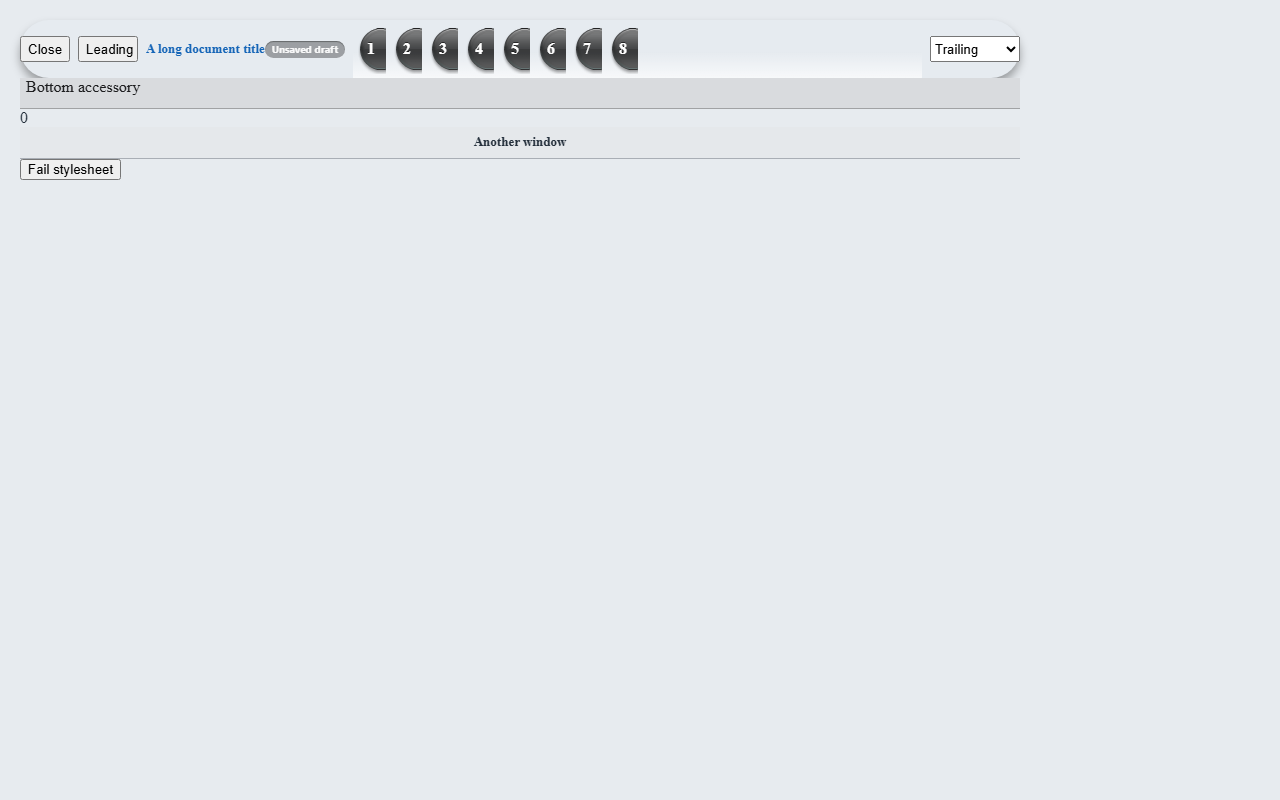 Close Leading A long document title Unsaved draft 1 2 3 4 5 6 7 8 Trailing
Bottom accessory
0
Another window
Fail stylesheet